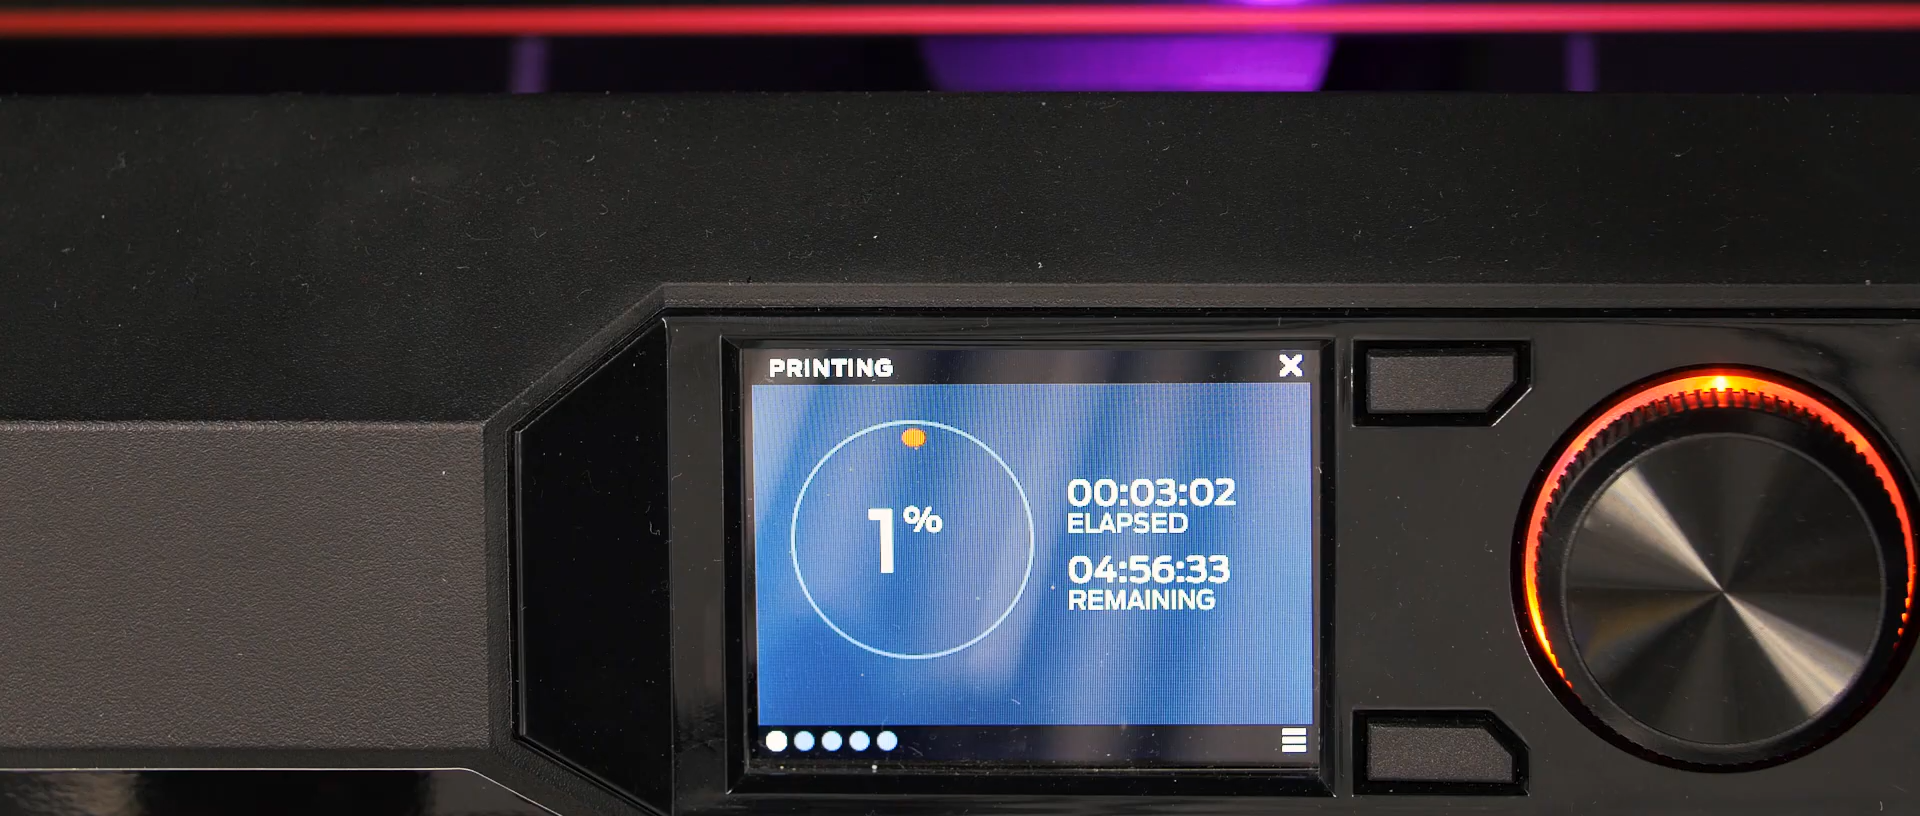 PRINTING X
1%
00:03:02
ELAPSED
04:56:33
REMAINING